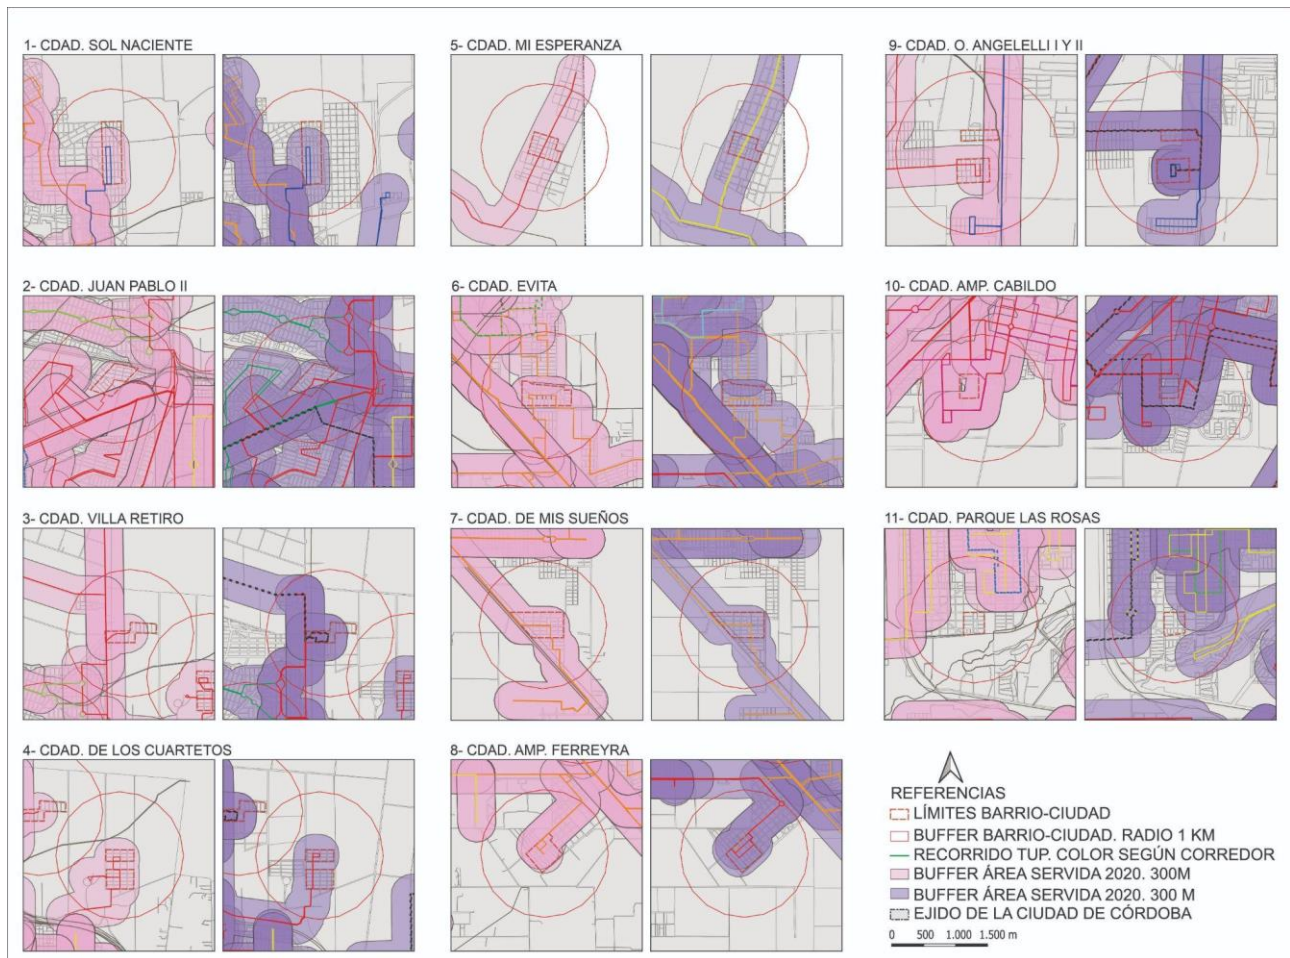 1- CDAD. SOL NACIENTE
5- CDAD. MI ESPERANZA
9- CDAD. O. ANGELELLI I Y II
2- CDAD. JUAN PABLO II
6- CDAD. EVITA
10- CDAD. AMP. CABILDO
3- CDAD. VILLA RETIRO
7- CDAD. DE MIS SUEÑOS
11- CDAD. PARQUE LAS ROSAS
4- CDAD. DE LOS CUARTETOS
8- CDAD. AMP. FERREYRA
REFERENCIAS
LÍMITES BARRIO-CIUDAD
BUFFER BARRIO-CIUDAD. RADIO 1 KM
RECORRIDO TUP. COLOR SEGÚN CORREDOR
BUFFER ÁREA SERVIDA 2020. 300M
BUFFER ÁREA SERVIDA 2020. 300 M
EJIDO DE LA CIUDAD DE CÓRDOBA
0 500 1.000 1.500 m